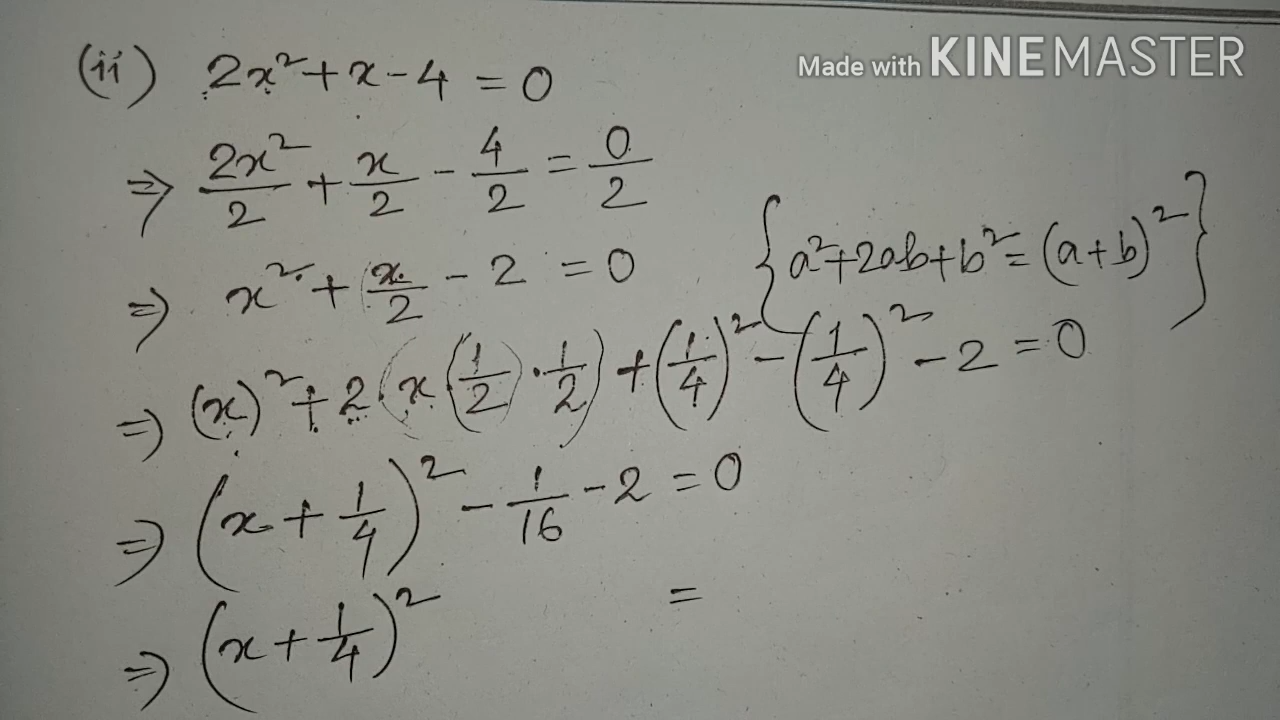 Made with KINEMASTER
(ii) 2x²+x-4 = 0
⇒ 2x²/2 + x/2 - 4/2 = 0/2
⇒ x² + x/2 - 2 = 0
{a²+2ab+b²=(a+b)²}
⇒ (x)²+2(x(1/2)·1/2)+(1/4)²-(1/4)²-2=0
⇒ (x+1/4)² - 1/16 - 2 = 0
⇒ (x+1/4)² =